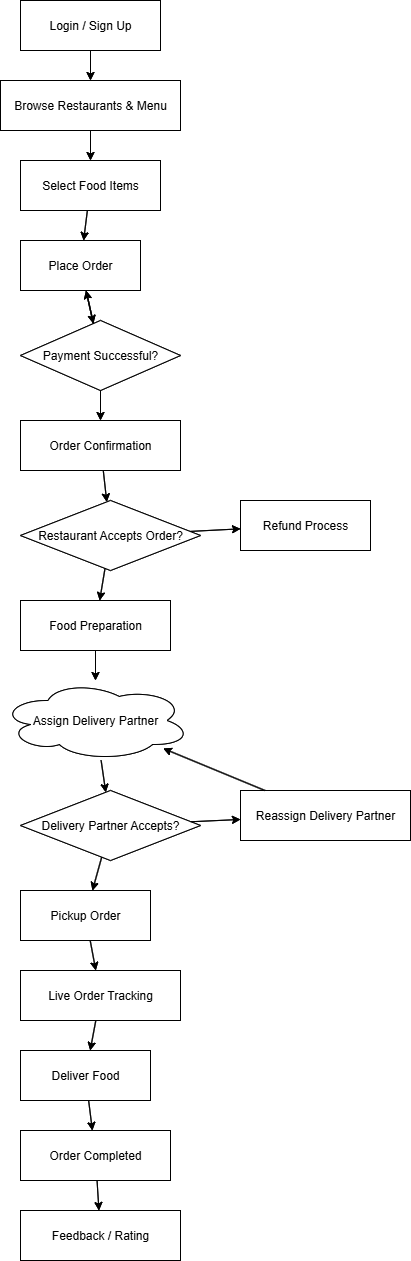 Login / Sign Up
Browse Restaurants & Menu
Select Food Items
Place Order
Payment Successful?
Order Confirmation
Restaurant Accepts Order?
Refund Process
Food Preparation
Assign Delivery Partner
Delivery Partner Accepts?
Reassign Delivery Partner
Pickup Order
Live Order Tracking
Deliver Food
Order Completed
Feedback / Rating